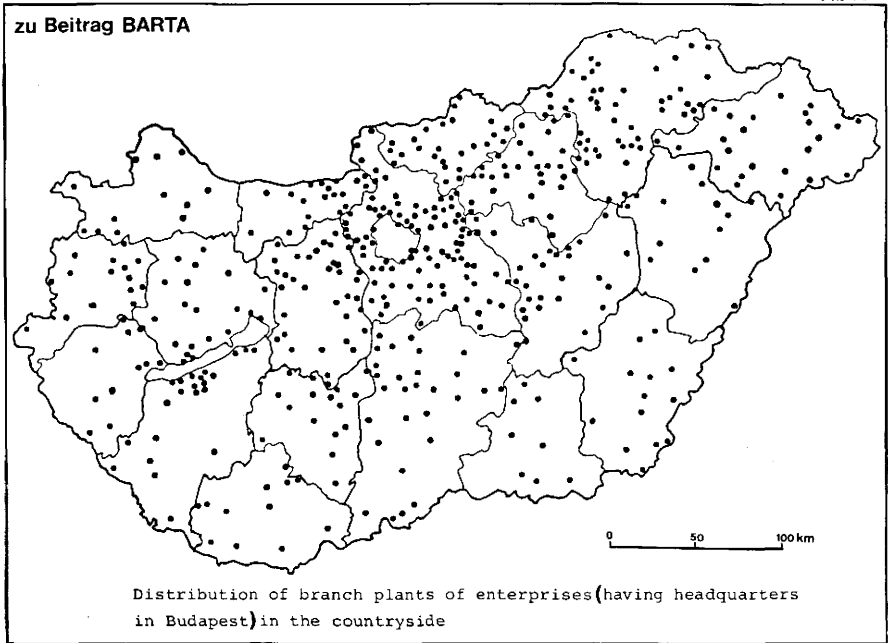 zu Beitrag BARTA
0 50 100 km
Distribution of branch plants of enterprises(having headquarters
in Budapest)in the countryside